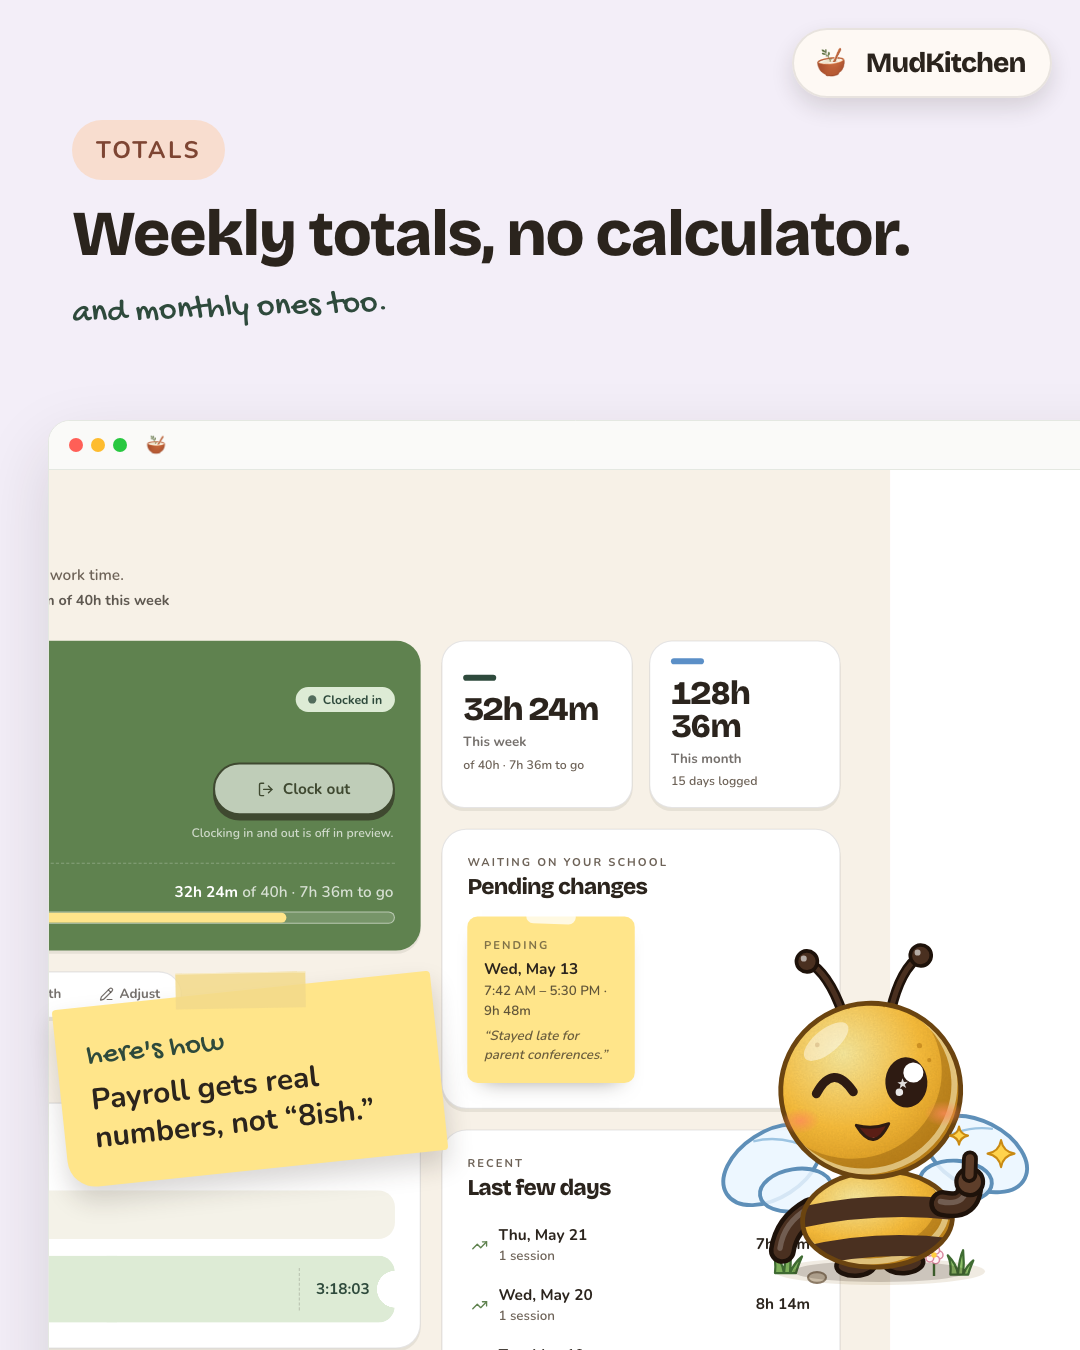 MudKitchen
TOTALS
Weekly totals, no calculator.
and monthly ones too.
work time.
of 40h this week
Clocked in
Clock out
Clocking in and out is off in preview.
32h 24m of 40h · 7h 36m to go
Adjust
here's how
Payroll gets real
numbers, not “8ish.”
3:18:03
32h 24m
This week
of 40h · 7h 36m to go
128h
36m
This month
15 days logged
WAITING ON YOUR SCHOOL
Pending changes
PENDING
Wed, May 13
7:42 AM – 5:30 PM ·
9h 48m
“Stayed late for
parent conferences.”
RECENT
Last few days
Thu, May 21
1 session
Wed, May 20
8h 14m
1 session